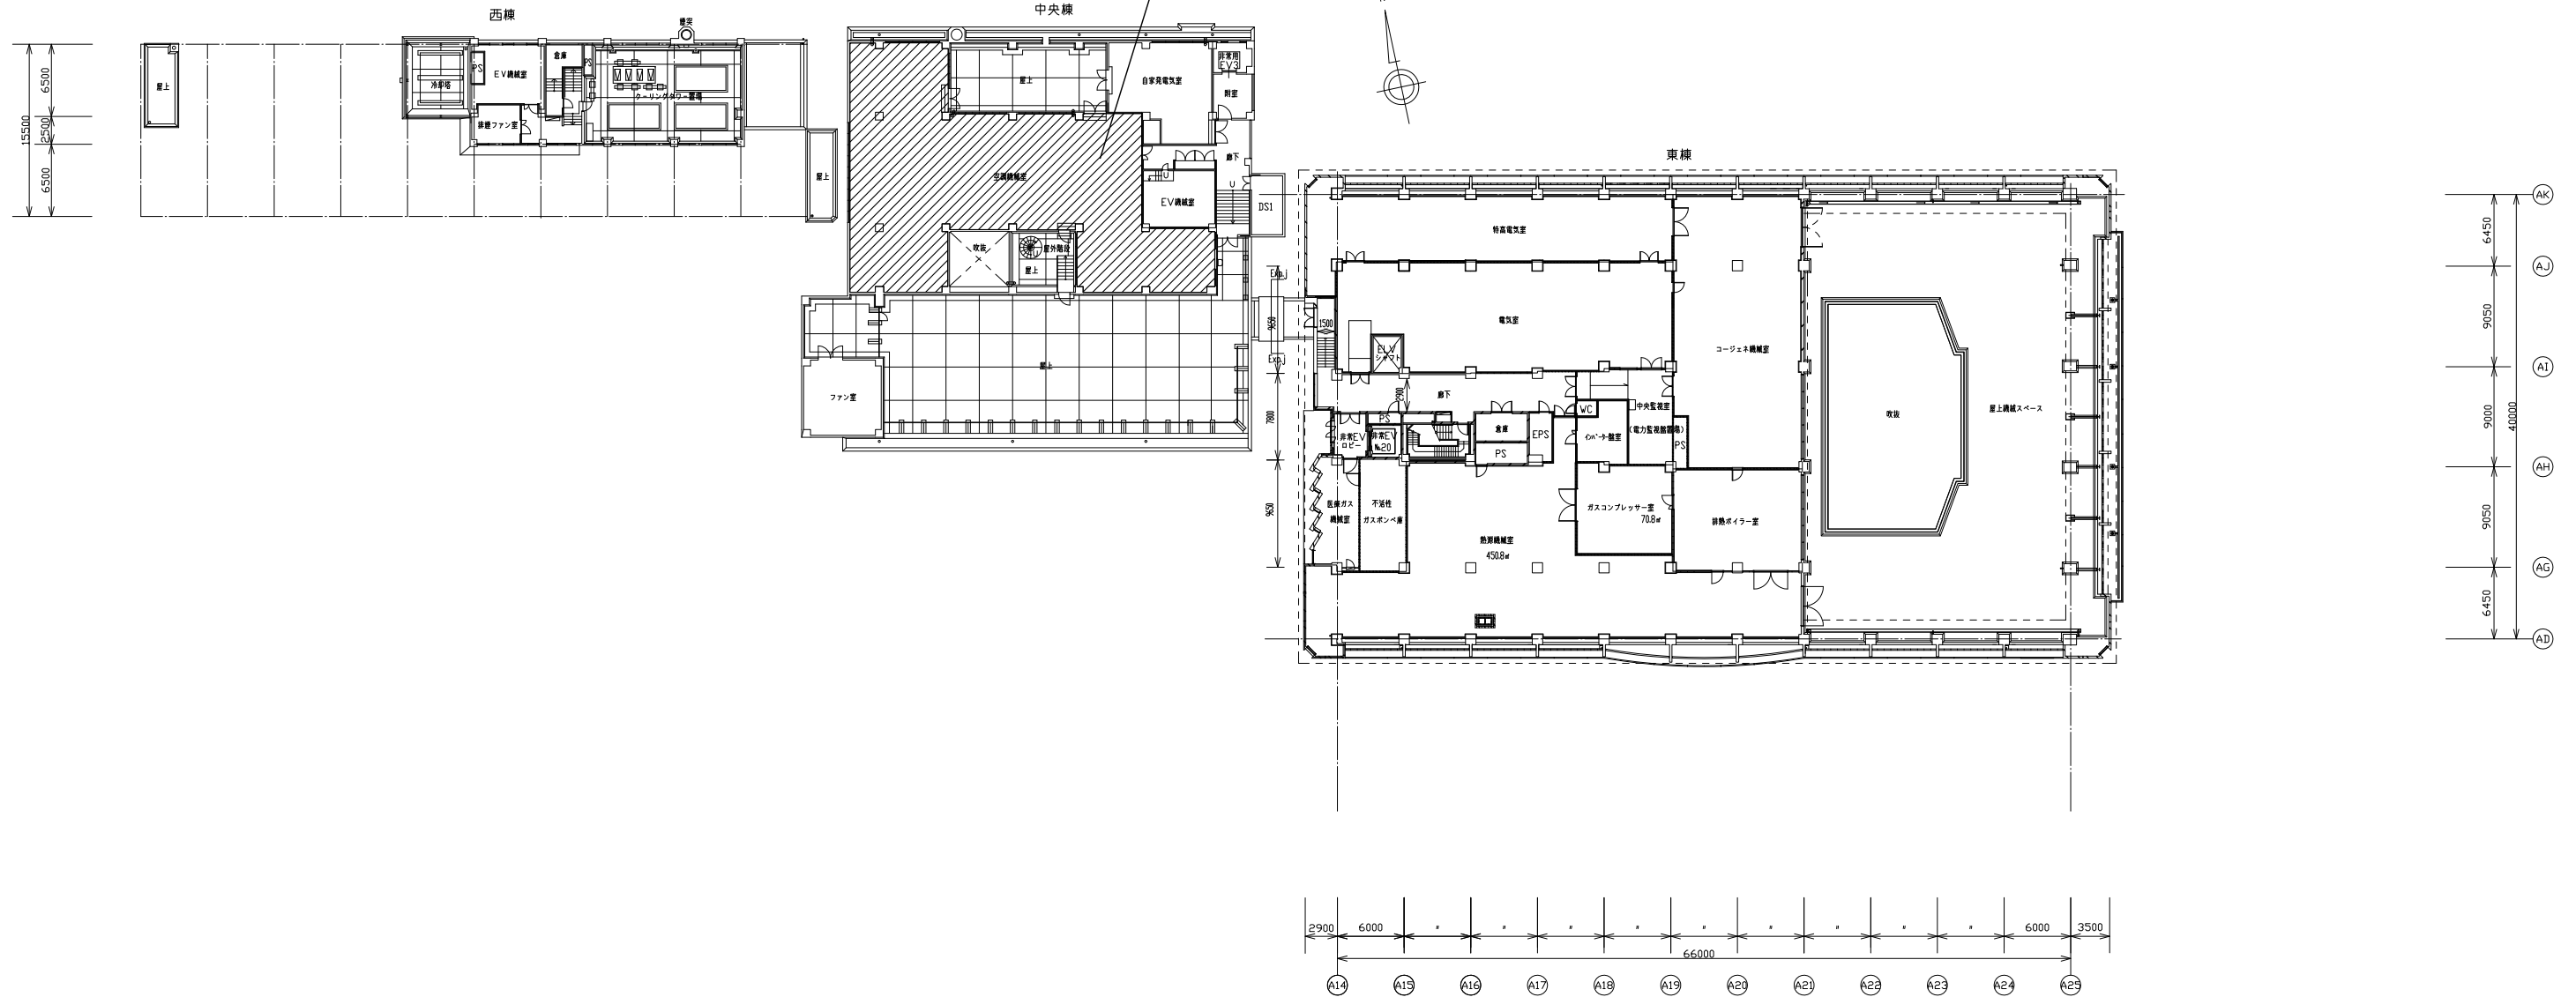 西棟
中央棟
東棟
煙突
屋上
冷却塔
PS
EV機械室
倉庫
PS
クーリングタワー置場
排煙ファン室
屋上
屋上
自家発電気室
非常用
EV3
附室
廊下
空調機械室
U
U
EV機械室
DS1
吹抜
屋外階段
屋上
屋上
ファン室
Exp.j
9650
Exp.j
7800
9650
1500
特高電気室
電気室
ELV
シャフト
コージェネ機械室
廊下
2900
WC
中央監視室
(電力監視盤置場)
インバーター盤室
PS
PS
非常EV
ロビー
非常EV
№20
倉庫
PS
EPS
医療ガス
機械室
不活性
ガスボンベ庫
熱源機械室
450.8㎡
ガスコンプレッサー室
70.8㎡
排熱ボイラー室
吹抜
屋上機械スペース
15500
6500
2500
6500
AK
6450
AJ
9050
AI
9000
40000
AH
9050
AG
6450
AD
2900
6000
〃
〃
〃
〃
〃
〃
〃
〃
〃
6000
3500
66000
A14
A15
A16
A17
A18
A19
A20
A21
A22
A23
A24
A25